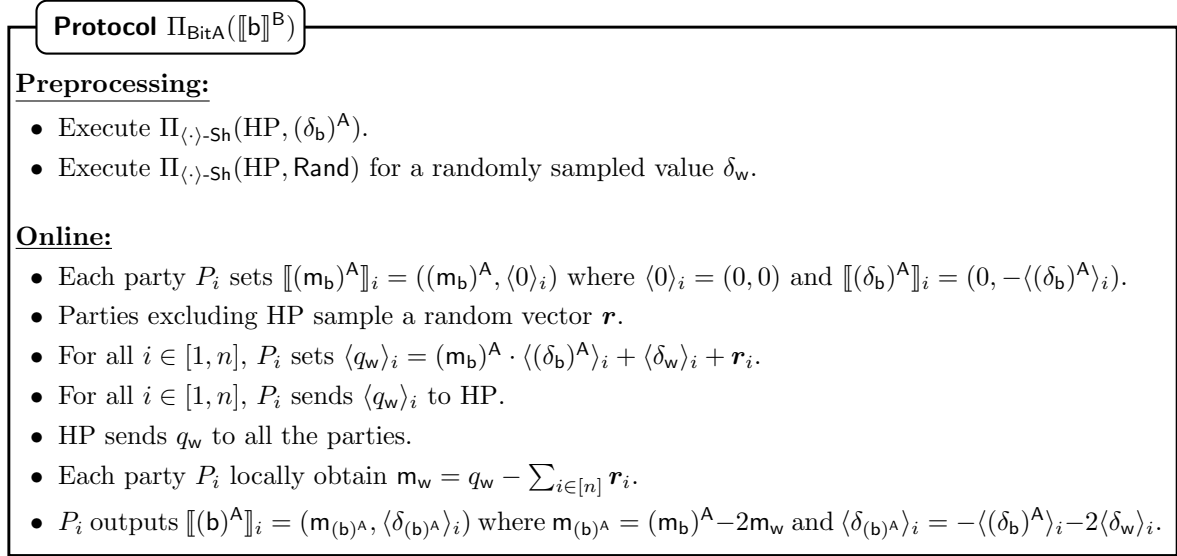 Protocol Π_BitA(⟦b⟧^B)
Preprocessing:
• Execute Π_⟨·⟩-Sh(HP, (δ_b)^A).
• Execute Π_⟨·⟩-Sh(HP, Rand) for a randomly sampled value δ_w.
Online:
• Each party P_i sets ⟦(m_b)^A⟧_i = ((m_b)^A, ⟨0⟩_i) where ⟨0⟩_i = (0, 0) and ⟦(δ_b)^A⟧_i = (0, −⟨(δ_b)^A⟩_i).
• Parties excluding HP sample a random vector r.
• For all i ∈ [1, n], P_i sets ⟨q_w⟩_i = (m_b)^A · ⟨(δ_b)^A⟩_i + ⟨δ_w⟩_i + r_i.
• For all i ∈ [1, n], P_i sends ⟨q_w⟩_i to HP.
• HP sends q_w to all the parties.
• Each party P_i locally obtain m_w = q_w − ∑_{i∈[n]} r_i.
• P_i outputs ⟦(b)^A⟧_i = (m_{(b)^A}, ⟨δ_{(b)^A}⟩_i) where m_{(b)^A} = (m_b)^A−2m_w and ⟨δ_{(b)^A}⟩_i = −⟨(δ_b)^A⟩_i−2⟨δ_w⟩_i.